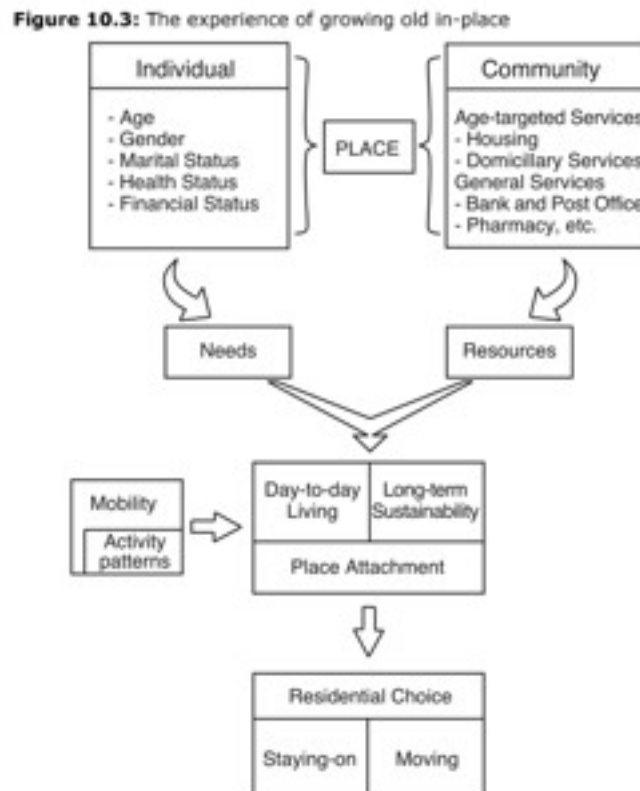 Figure 10.3: The experience of growing old in-place
Individual
- Age
- Gender
- Marital Status
- Health Status
- Financial Status
PLACE
Community
Age-targeted Services
- Housing
- Domicillary Services
General Services
- Bank and Post Office
- Pharmacy, etc.
Needs
Resources
Mobility
Activity
patterns
Day-to-day
Living
Long-term
Sustainability
Place Attachment
Residential Choice
Staying-on
Moving